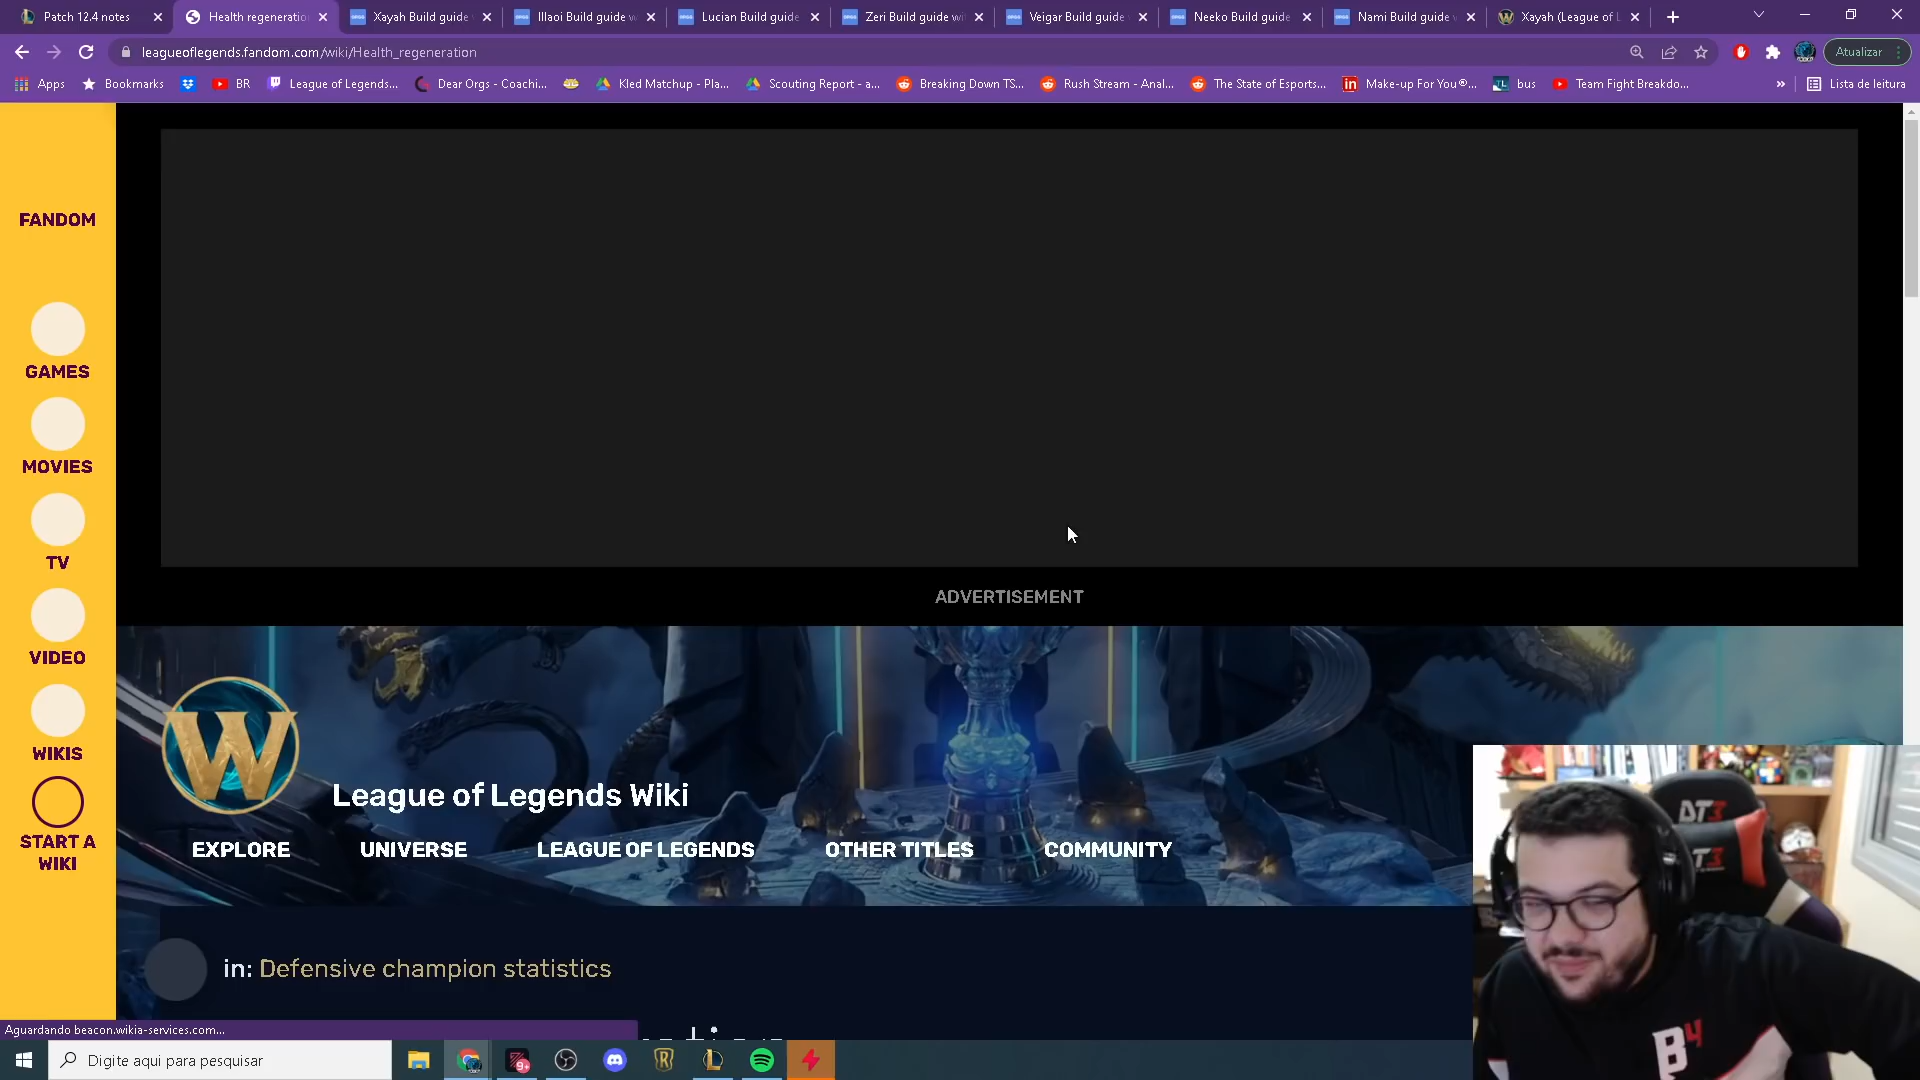 Patch 12.4 notes
Health regeneratio
Xayah Build guide
Illaoi Build guide w
Lucian Build guide
Zeri Build guide wi
Veigar Build guide
Neeko Build guide
Nami Build guide
Xayah (League of L
leagueoflegends.fandom.com/wiki/Health_regeneration
Atualizar
Apps
Bookmarks
BR
League of Legends...
Dear Orgs - Coachi...
Kled Matchup - Pla...
Scouting Report - a...
Breaking Down TS...
Rush Stream - Anal...
The State of Esports...
Make-up For You®...
bus
Team Fight Breakdo...
»
Lista de leitura
FANDOM
GAMES
MOVIES
TV
VIDEO
WIKIS
START A
WIKI
ADVERTISEMENT
League of Legends Wiki
EXPLORE
UNIVERSE
LEAGUE OF LEGENDS
OTHER TITLES
COMMUNITY
in: Defensive champion statistics
Aguardando beacon.wikia-services.com...
Digite aqui para pesquisar
9+
DT3
B4